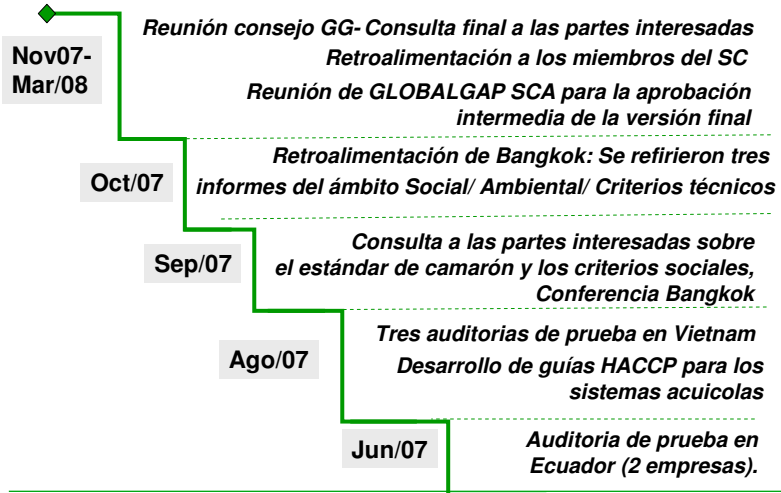 Nov07-
Mar/08
Reunión consejo GG- Consulta final a las partes interesadas
Retroalimentación a los miembros del SC
Reunión de GLOBALGAP SCA para la aprobación
intermedia de la versión final
Oct/07
Retroalimentación de Bangkok: Se refirieron tres
informes del ámbito Social/ Ambiental/ Criterios técnicos
Sep/07
Consulta a las partes interesadas sobre
el estándar de camarón y los criterios sociales,
Conferencia Bangkok
Ago/07
Tres auditorias de prueba en Vietnam
Desarrollo de guías HACCP para los
sistemas acuicolas
Jun/07
Auditoria de prueba en
Ecuador (2 empresas).